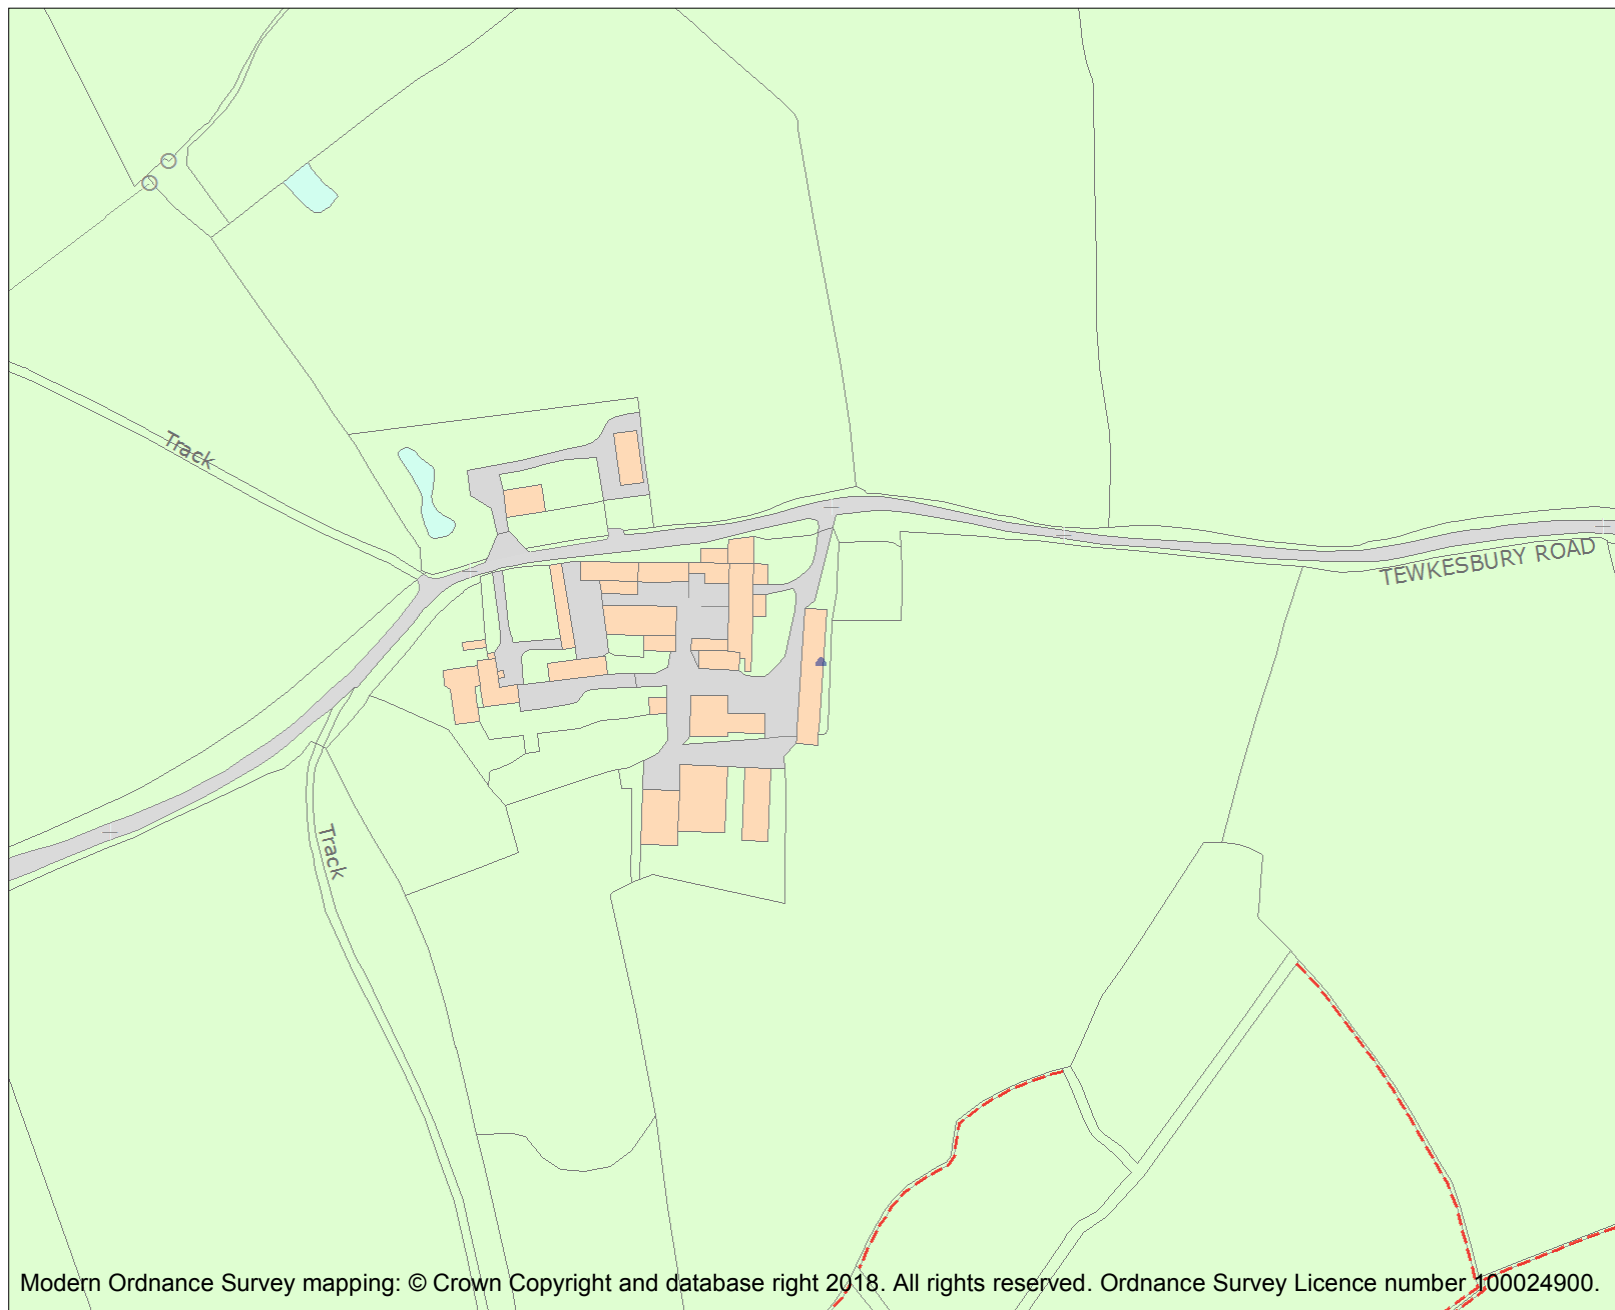 Track
TEWKESBURY ROAD
Track
Modern Ordnance Survey mapping: © Crown Copyright and database right 2018. All rights reserved. Ordnance Survey Licence number 100024900.